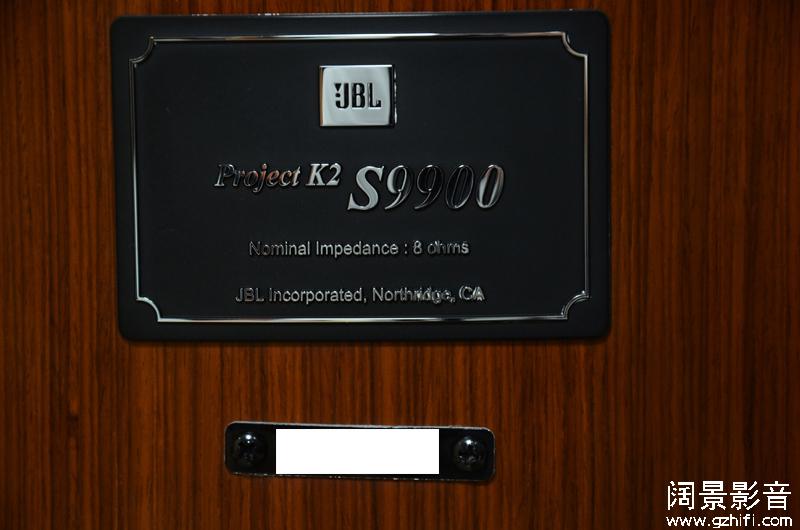 JBL
Project K2 S9900
Nominal Impedance : 8 ohms
JBL Incorporated, Northridge, CA
阔景影音
www.gzhifi.com